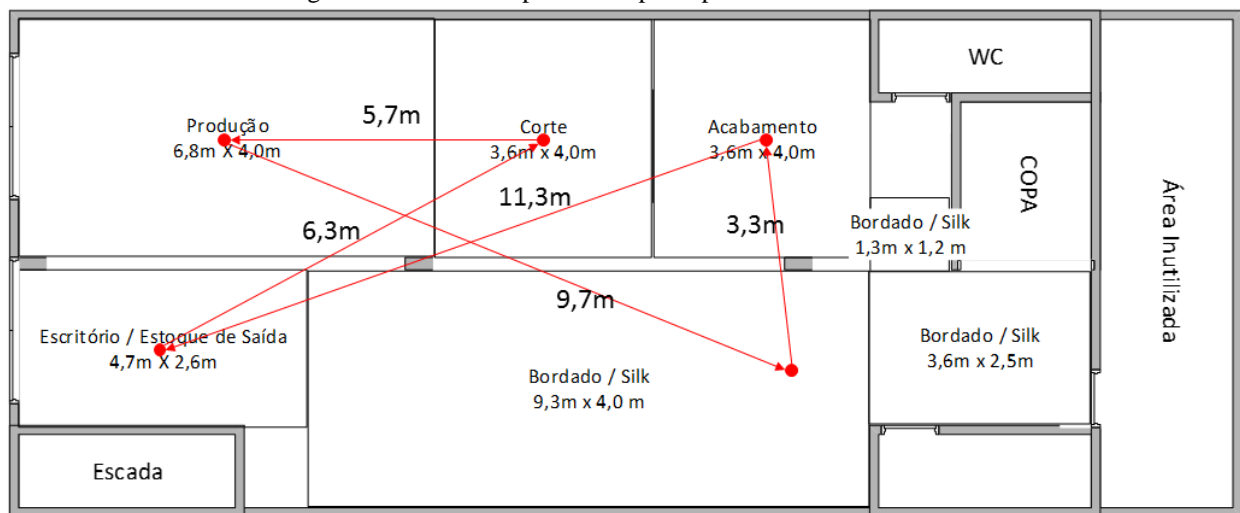 WC
5,7m
Produção
6,8m X 4,0m
Corte
3,6m x 4,0m
Acabamento
3,6m x 4,0m
COPA
Área Inutilizada
11,3m
6,3m
3,3m
Bordado / Silk
1,3m x 1,2 m
9,7m
Escritório / Estoque de Saída
4,7m X 2,6m
Bordado / Silk
3,6m x 2,5m
Bordado / Silk
9,3m x 4,0 m
Escada